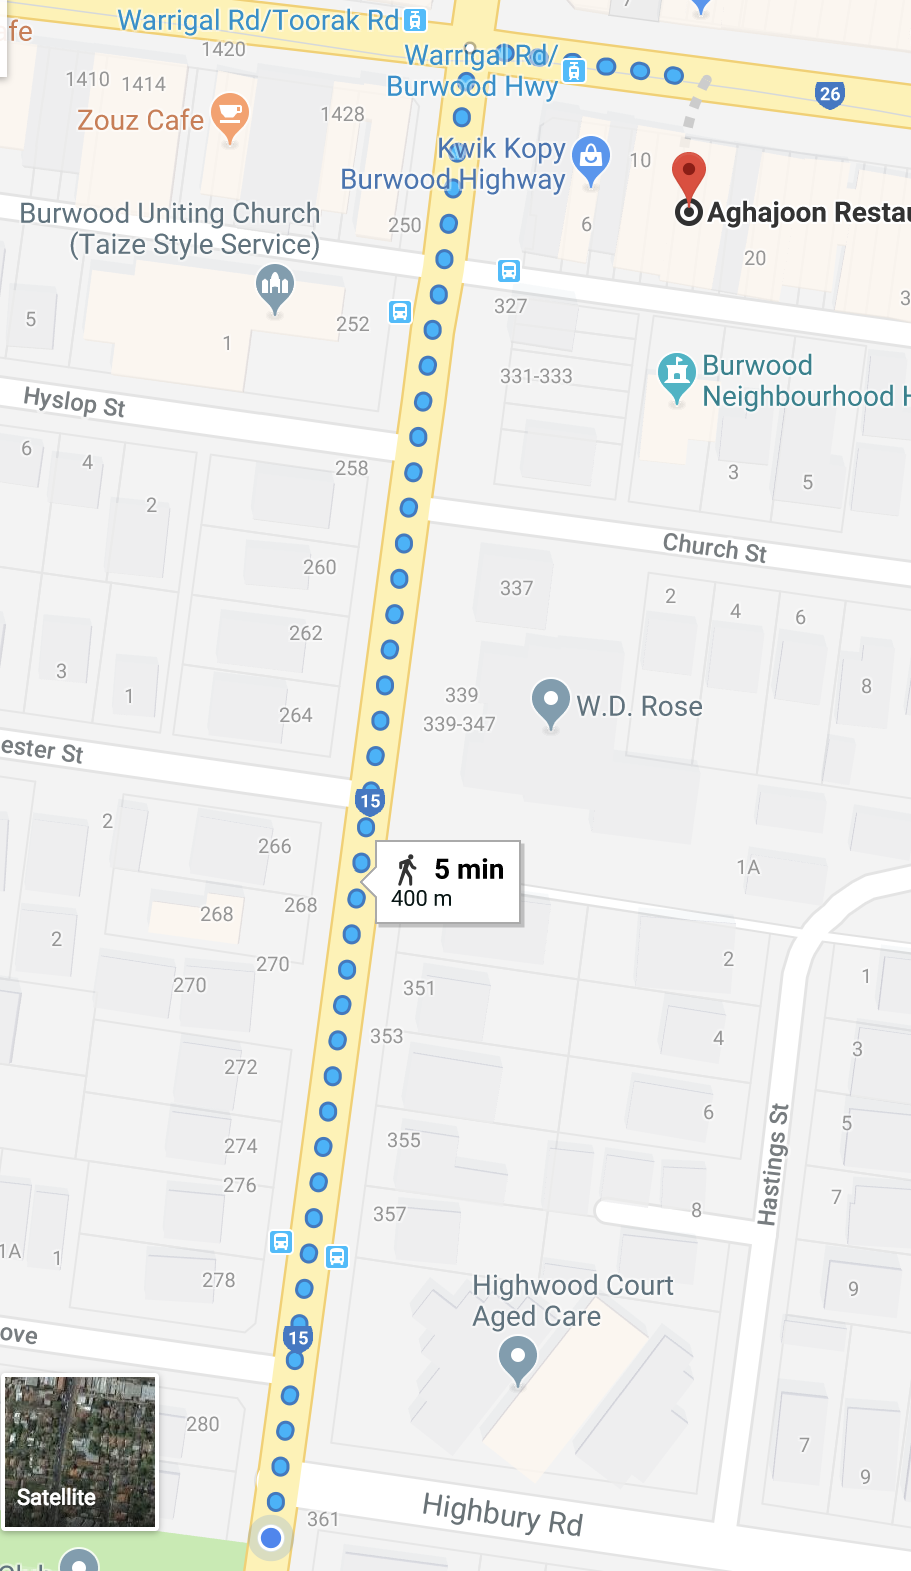 Warrigal Rd/Toorak Rd
fe
1420
Warrigal Rd/
Burwood Hwy
1410
1414
26
Zouz Cafe
1428
Kwik Kopy
Burwood Highway
10
Burwood Uniting Church
(Taize Style Service)
250
6
Aghajoon Restau
20
5
1
252
327
3
331-333
Burwood
Neighbourhood H
Hyslop St
6
4
2
258
3
5
Church St
260
337
2
4
6
262
3
1
264
339
339-347
W.D. Rose
8
ester St
15
2
266
5 min
400 m
1A
268
268
2
270
270
351
2
1
353
4
3
272
6
5
274
355
276
357
8
7
Hastings St
1A
1
278
Highwood Court
Aged Care
9
ove
15
280
7
9
Satellite
361
Highbury Rd